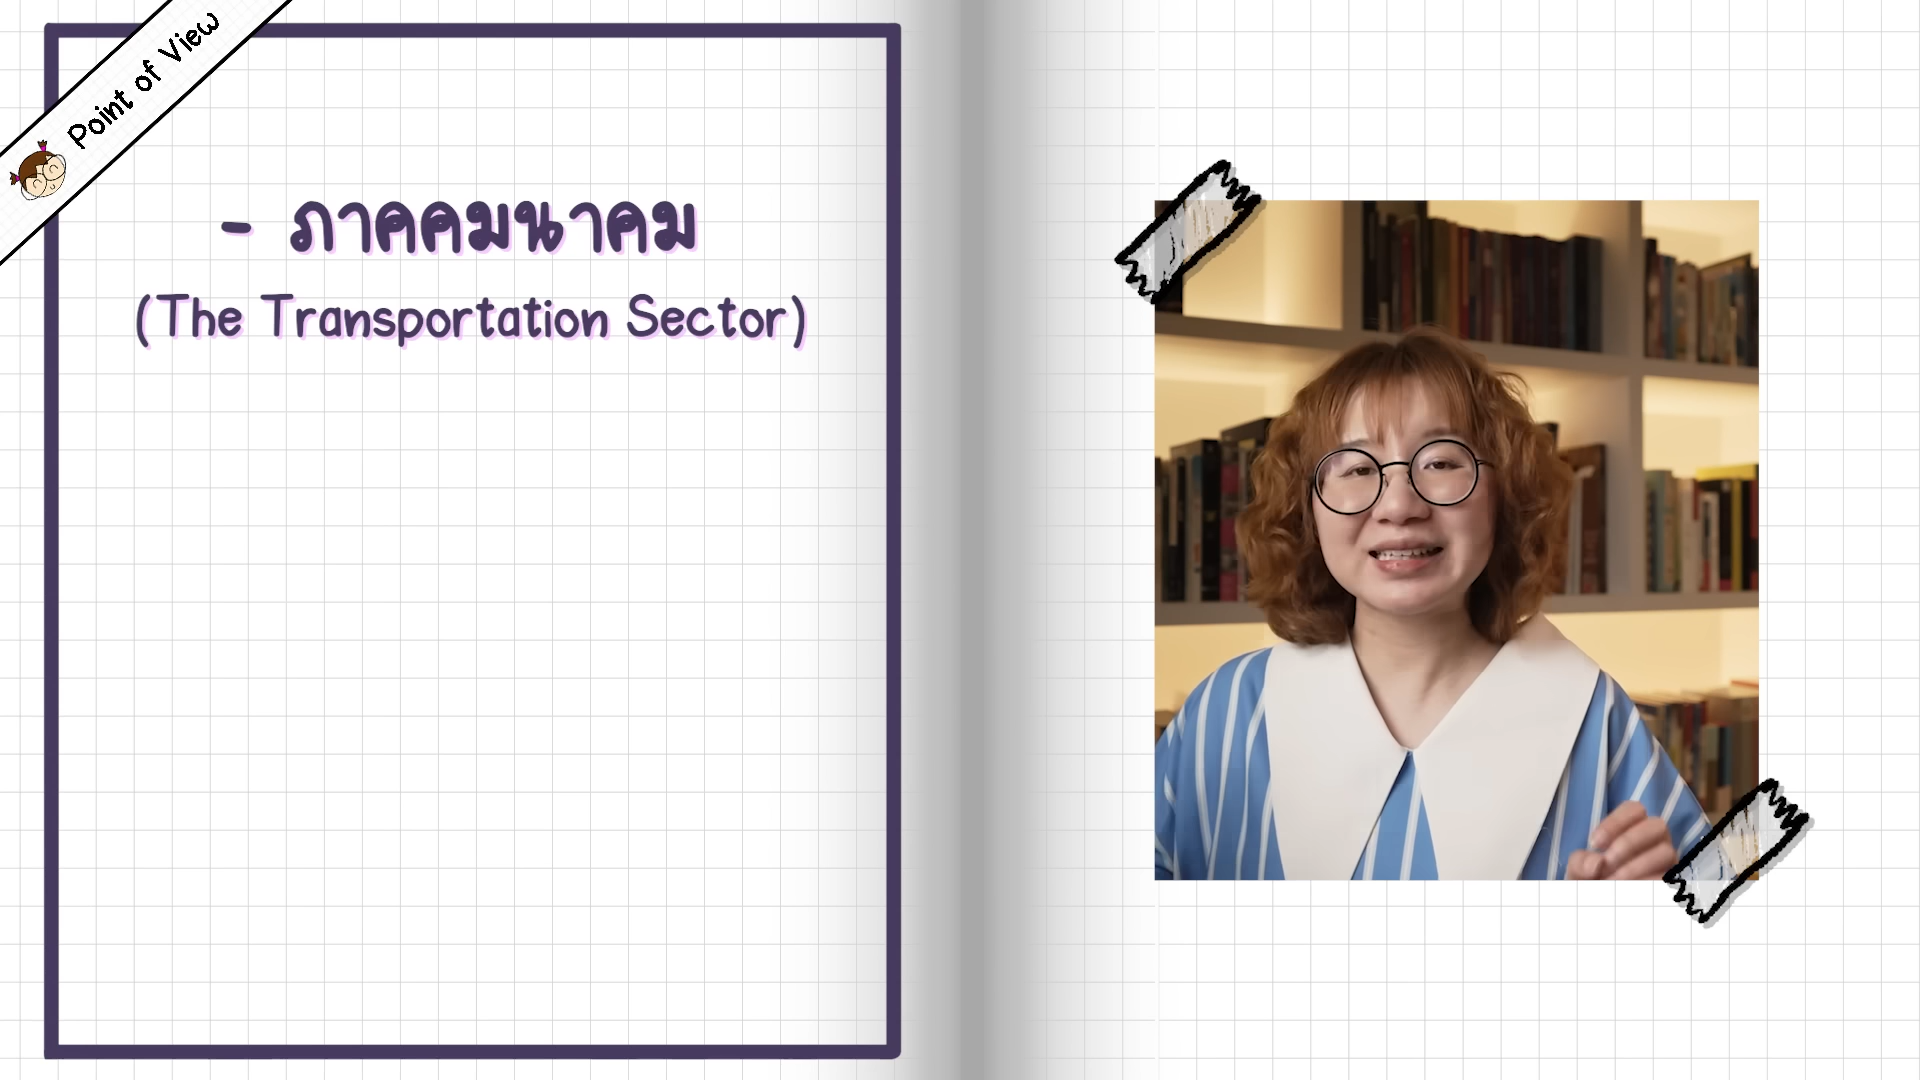 Point of View
- ภาคคมนาคม
(The Transportation Sector)